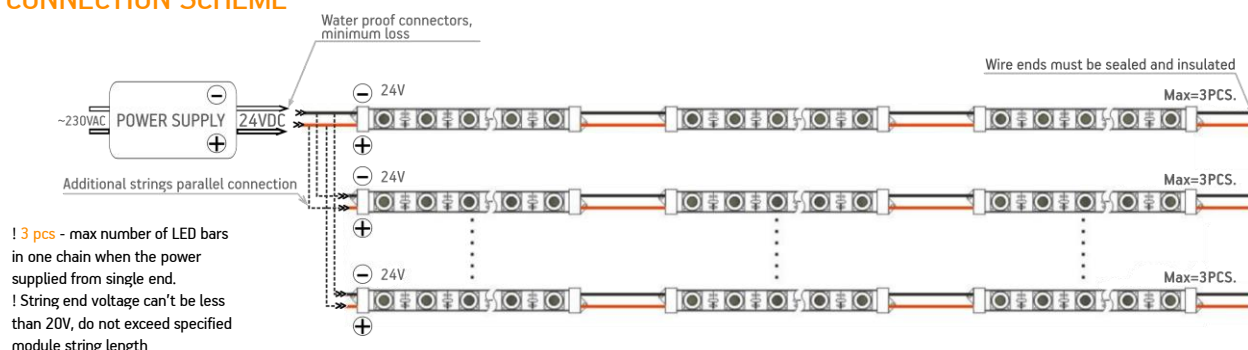 CONNECTION SCHEME
Water proof connectors,
minimum loss
Wire ends must be sealed and insulated
24V
Max=3PCS.
~230VAC
POWER SUPPLY
24VDC
Additional strings parallel connection
24V
Max=3PCS.
! 3 pcs - max number of LED bars
in one chain when the power
supplied from single end.
! String end voltage can't be less
than 20V, do not exceed specified
module string length
24V
Max=3PCS.